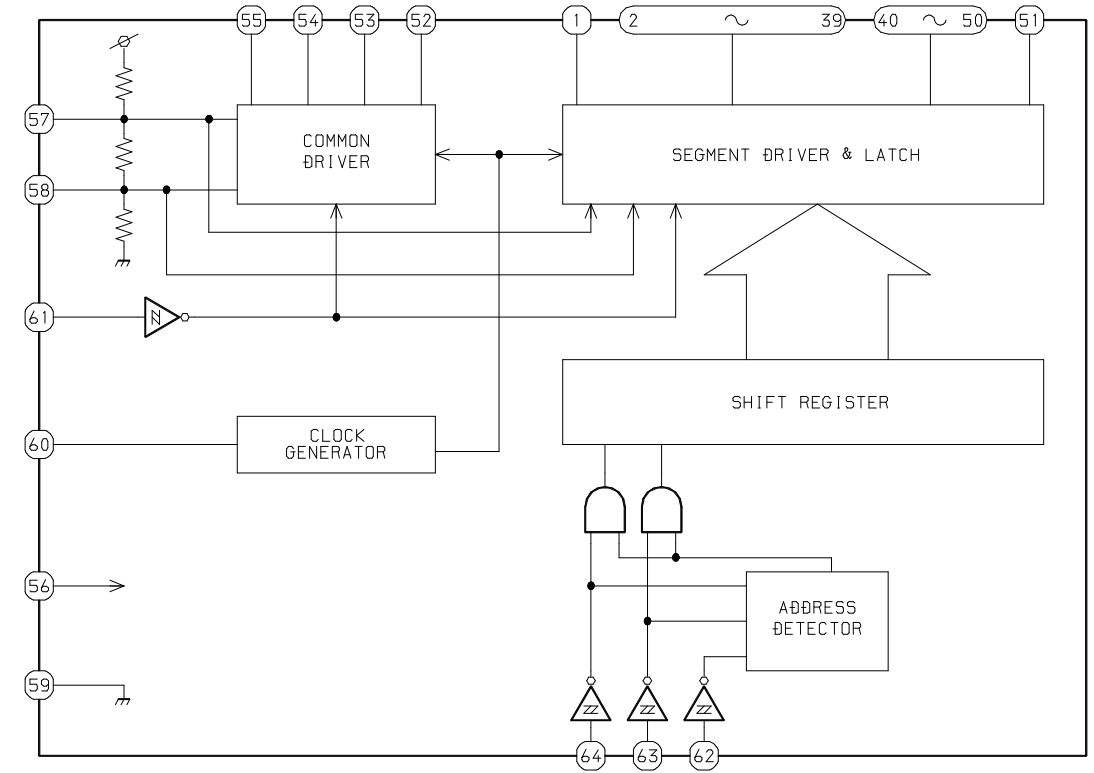 55 54 53 52 1 2 ~ 39 40 ~ 50 51
57
COMMON
DRIVER
SEGMENT DRIVER & LATCH
58
61
SHIFT REGISTER
60
CLOCK
GENERATOR
56
ADDRESS
DETECTOR
59
64 63 62